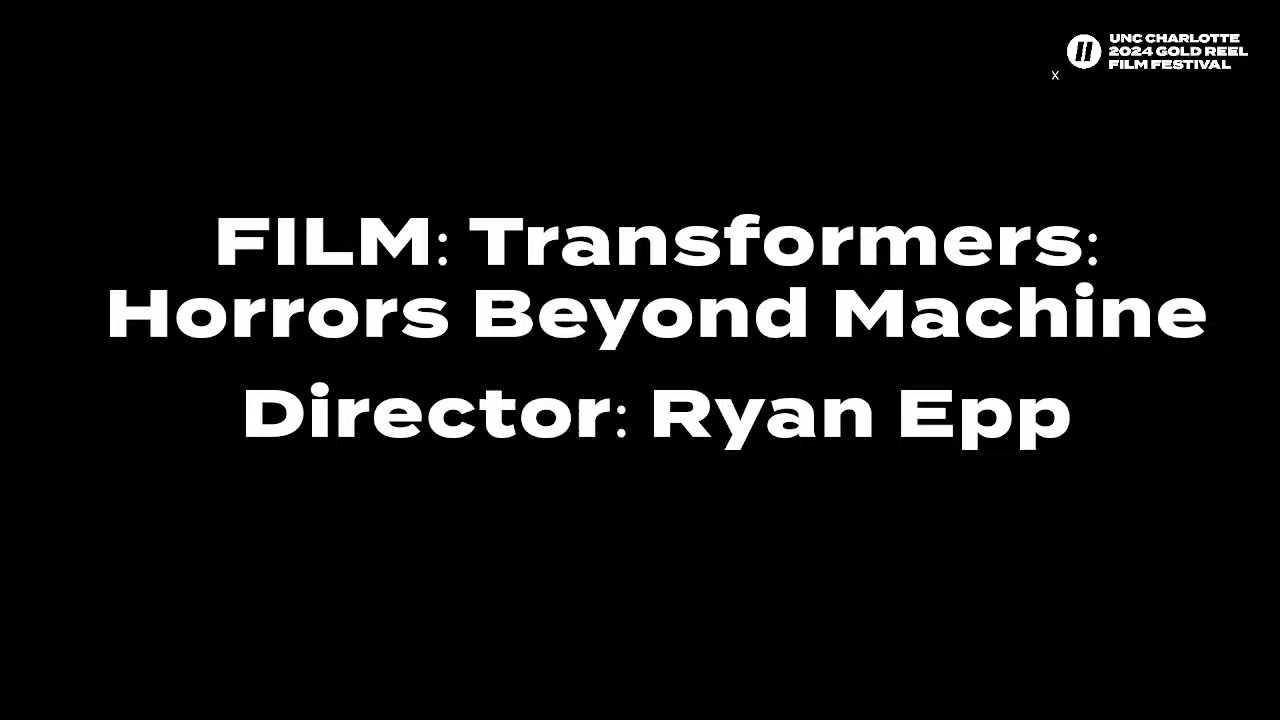 UNC CHARLOTTE
2024 GOLD REEL
FILM FESTIVAL
x
FILM: Transformers:
Horrors Beyond Machine
Director: Ryan Epp